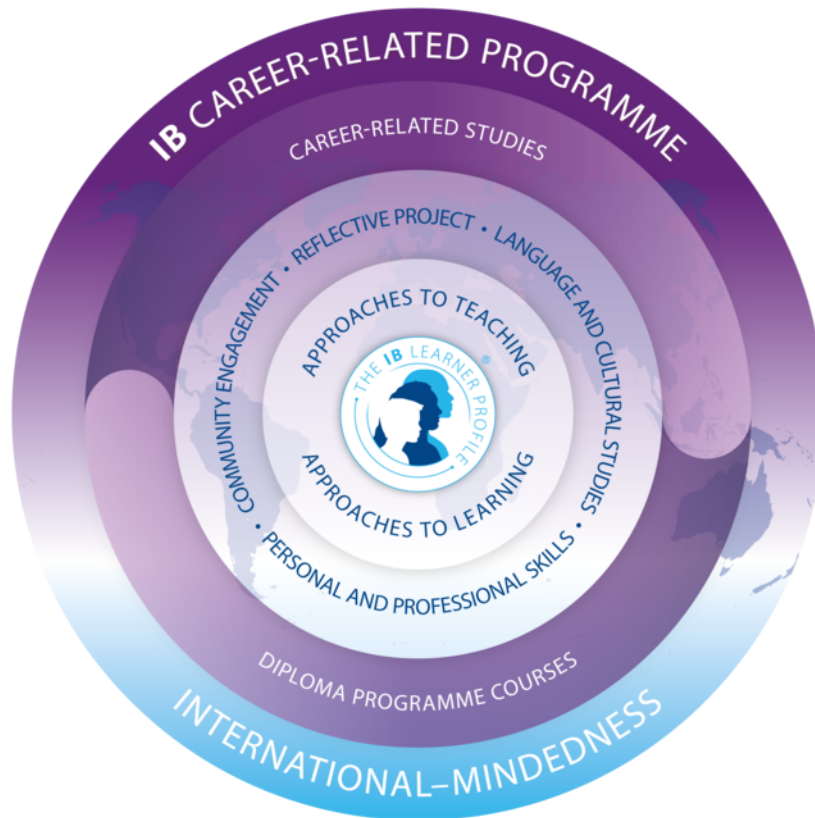 IB CAREER-RELATED PROGRAMME
CAREER-RELATED STUDIES
COMMUNITY ENGAGEMENT • REFLECTIVE PROJECT • LANGUAGE AND CULTURAL STUDIES • PERSONAL AND PROFESSIONAL SKILLS •
APPROACHES TO TEACHING
• THE IB LEARNER PROFILE • ®
APPROACHES TO LEARNING
DIPLOMA PROGRAMME COURSES
INTERNATIONAL–MINDEDNESS